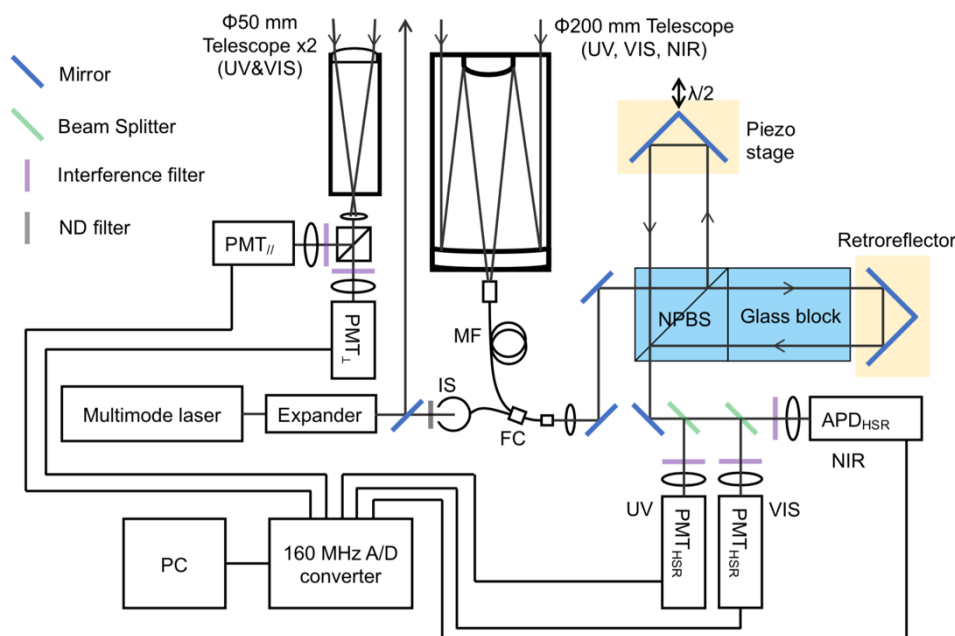 Φ50 mm
Telescope x2
(UV&VIS)
Φ200 mm Telescope
(UV, VIS, NIR)
Mirror
Beam Splitter
Interference filter
ND filter
λ/2
Piezo
stage
PMT//
PMT⊥
Retroreflector
NPBS
Glass block
MF
IS
FC
Multimode laser
Expander
APDHSR
NIR
UV
VIS
PMTHSR
PMTHSR
PC
160 MHz A/D
converter